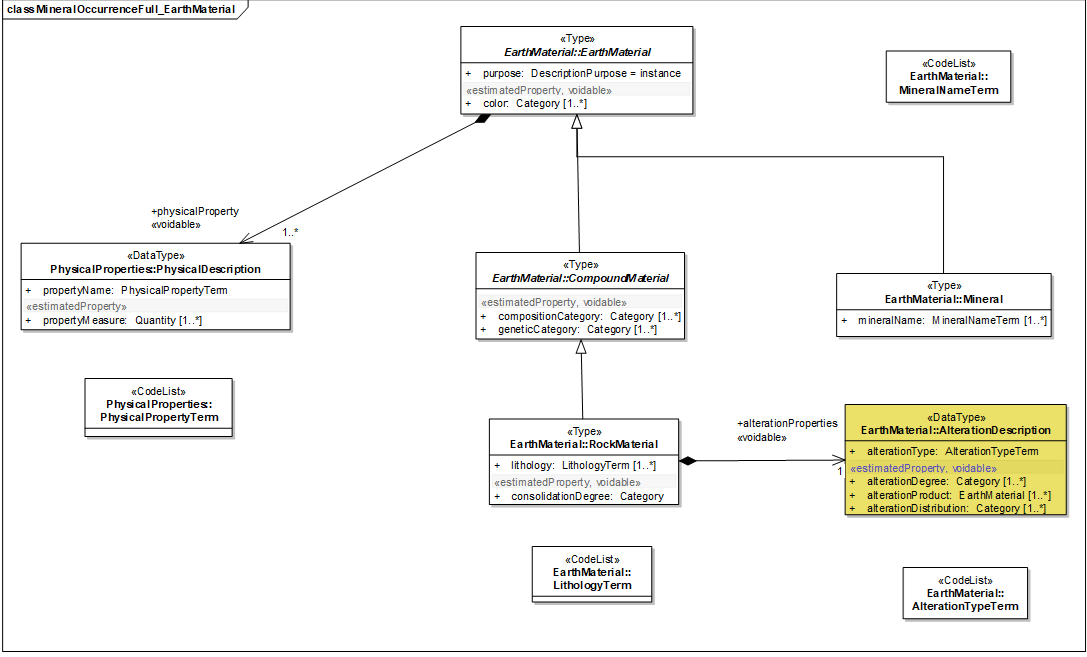 class MineralOccurrenceFull_EarthMaterial
«Type»
EarthMaterial::EarthMaterial
+ purpose: DescriptionPurpose = instance
«estimatedProperty, voidable»
+ color: Category [1..*]
«CodeList»
EarthMaterial::
MineralNameTerm
+physicalProperty
«voidable»
1..*
«DataType»
PhysicalProperties::PhysicalDescription
+ propertyName: PhysicalPropertyTerm
«estimatedProperty»
+ propertyMeasure: Quantity [1..*]
«Type»
EarthMaterial::CompoundMaterial
«estimatedProperty, voidable»
+ compositionCategory: Category [1..*]
+ geneticCategory: Category [1..*]
«Type»
EarthMaterial::Mineral
+ mineralName: MineralNameTerm [1..*]
«CodeList»
PhysicalProperties::
PhysicalPropertyTerm
«Type»
EarthMaterial::RockMaterial
+ lithology: LithologyTerm [1..*]
«estimatedProperty, voidable»
+ consolidationDegree: Category
+alterationProperties
«voidable»
1
«DataType»
EarthMaterial::AlterationDescription
+ alterationType: AlterationTypeTerm
«estimatedProperty, voidable»
+ alterationDegree: Category [1..*]
+ alterationProduct: EarthMaterial [1..*]
+ alterationDistribution: Category [1..*]
«CodeList»
EarthMaterial::
LithologyTerm
«CodeList»
EarthMaterial::
AlterationTypeTerm